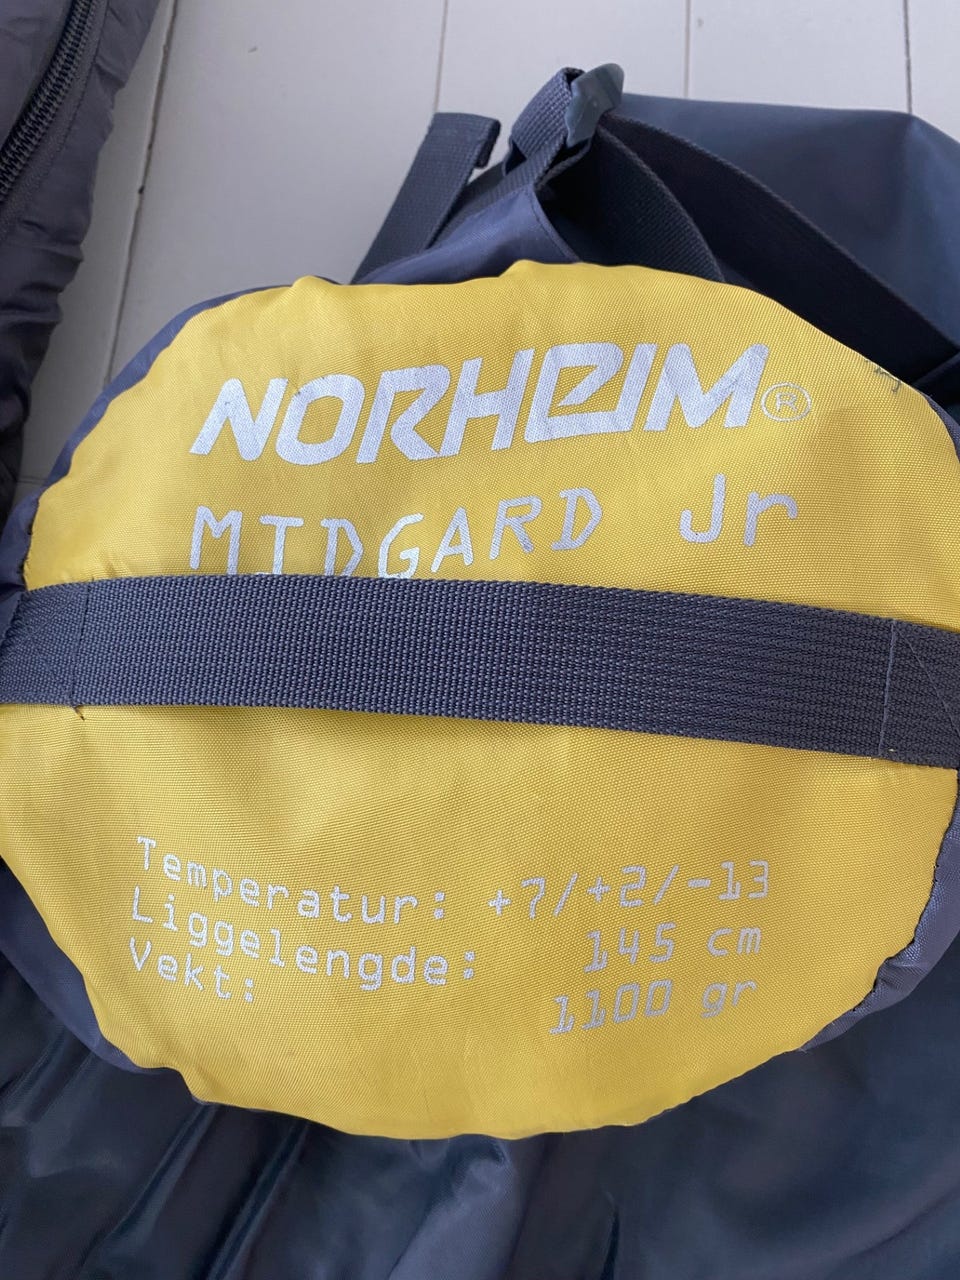 NORHEIM®
MIDGARD Jr
Temperatur: +7/+2/-13
Liggelengde: 145 cm
Vekt: 1100 gr